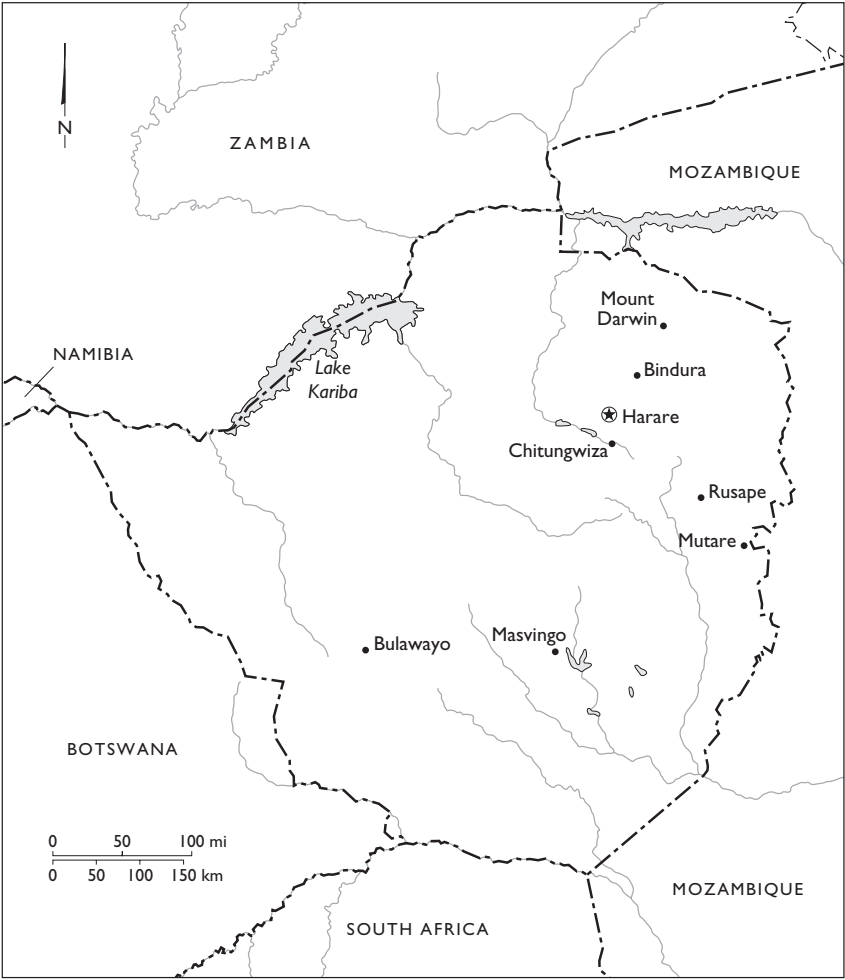 N
ZAMBIA
MOZAMBIQUE
Mount
Darwin
Bindura
NAMIBIA
Lake
Kariba
Harare
Chitungwiza
Rusape
Mutare
Masvingo
Bulawayo
BOTSWANA
0 50 100 mi
0 50 100 150 km
MOZAMBIQUE
SOUTH AFRICA